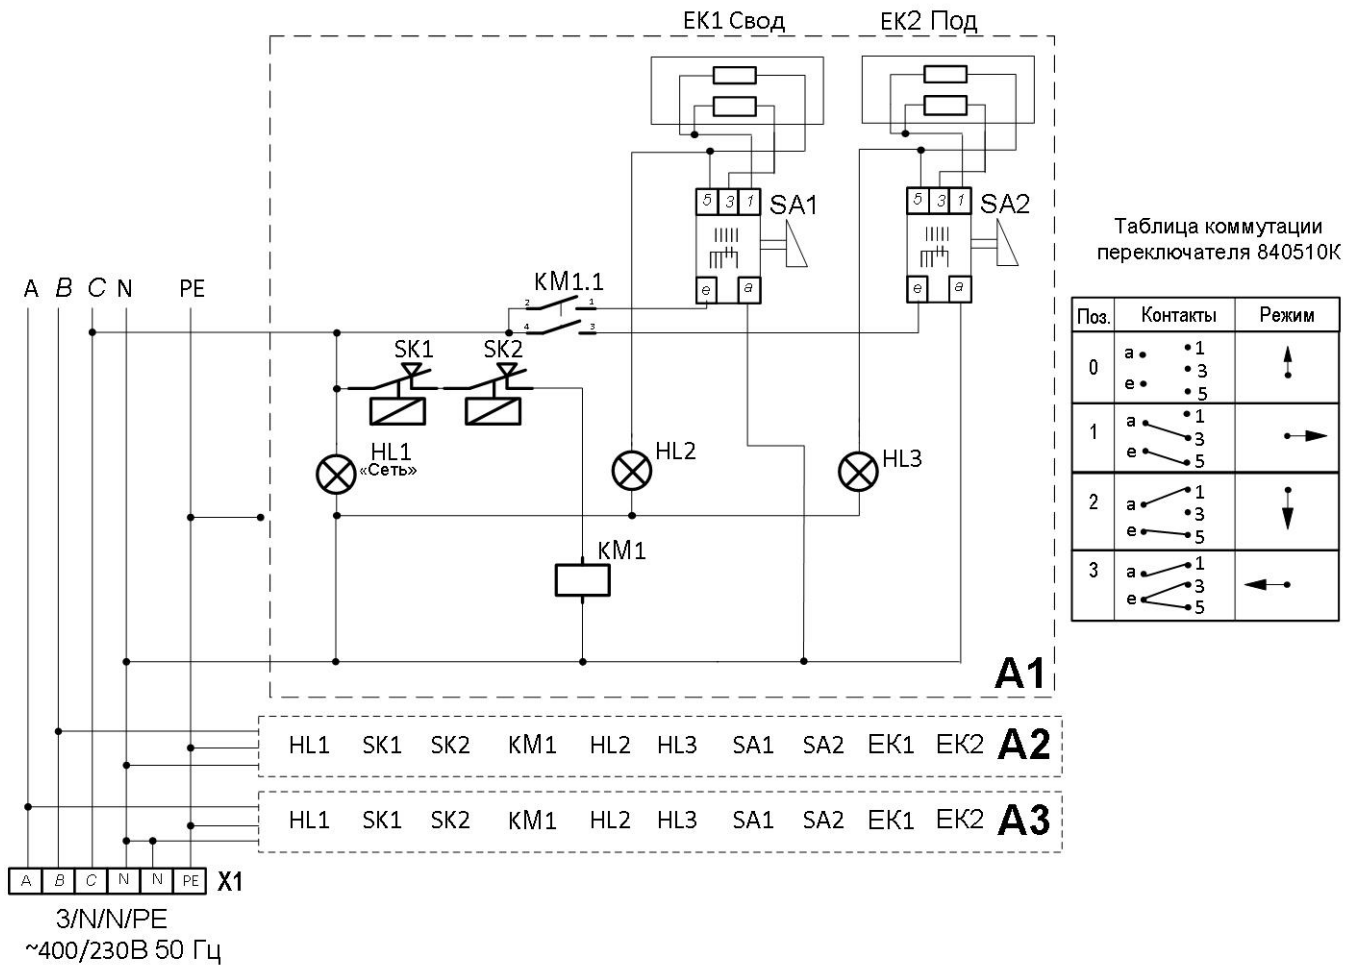 EK1 Свод
EK2 Под
5 3 1
SA1
e a
5 3 1
SA2
e a
A B C N PE
KM1.1
2 1
4 3
SK1
SK2
HL1
«Сеть»
HL2
HL3
KM1
A1
HL1 SK1 SK2 KM1 HL2 HL3 SA1 SA2 EK1 EK2 A2
HL1 SK1 SK2 KM1 HL2 HL3 SA1 SA2 EK1 EK2 A3
A B C N N PE X1
3/N/N/PE
~400/230В 50 Гц
Таблица коммутации
переключателя 840510К
Поз. Контакты Режим
0
a 1
3
e 5
1
a 1
3
e 5
2
a 1
3
e 5
3
a 1
e 3
5